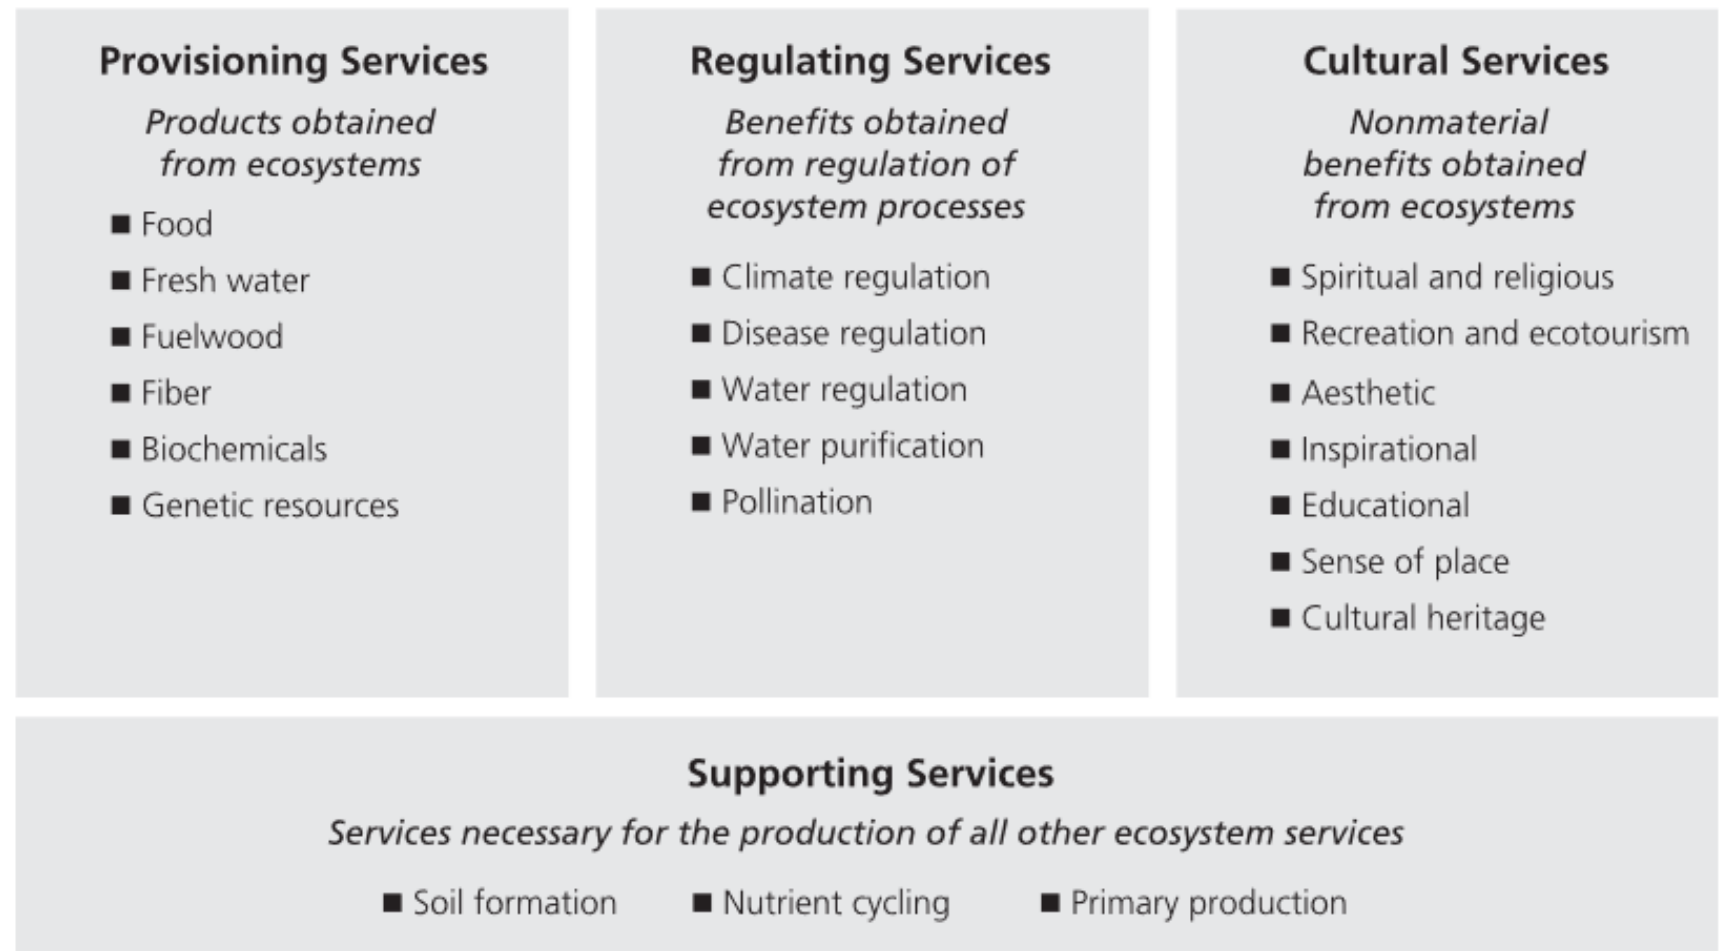 Provisioning Services
Products obtained
from ecosystems
■ Food
■ Fresh water
■ Fuelwood
■ Fiber
■ Biochemicals
■ Genetic resources
Regulating Services
Benefits obtained
from regulation of
ecosystem processes
■ Climate regulation
■ Disease regulation
■ Water regulation
■ Water purification
■ Pollination
Cultural Services
Nonmaterial
benefits obtained
from ecosystems
■ Spiritual and religious
■ Recreation and ecotourism
■ Aesthetic
■ Inspirational
■ Educational
■ Sense of place
■ Cultural heritage
Supporting Services
Services necessary for the production of all other ecosystem services
■ Soil formation ■ Nutrient cycling ■ Primary production